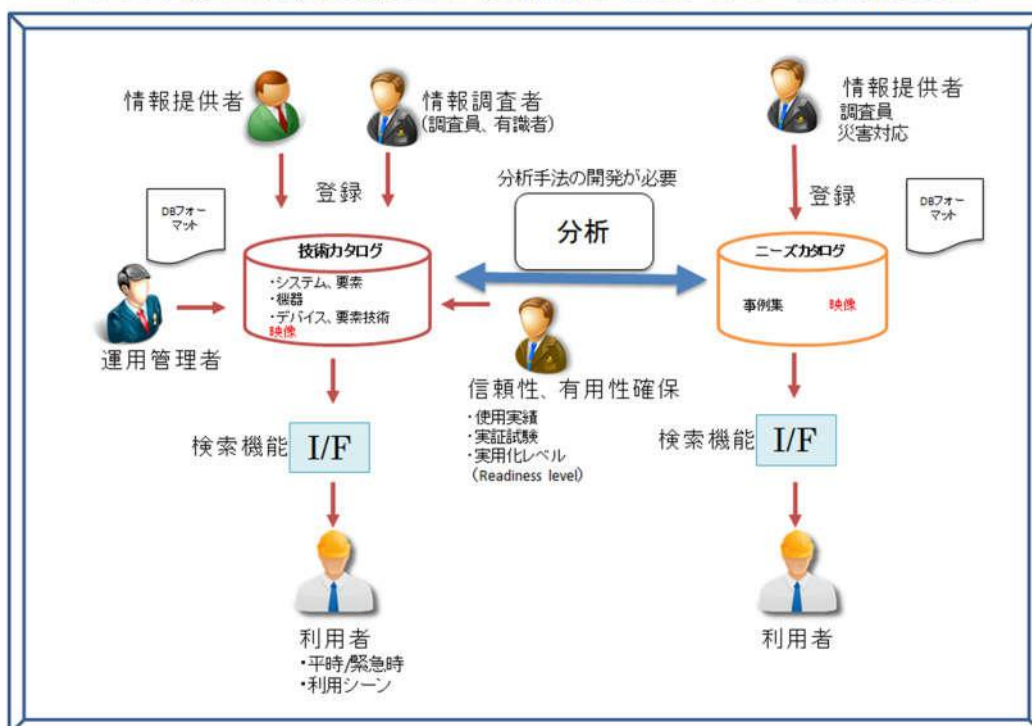 情報提供者
情報調査者
(調査員、有識者)
情報提供者
調査員
災害対応
登録
分析手法の開発が必要
分析
登録
DBフォー
マット
DBフォー
マット
技術カタログ
・システム、要素
・機器
・デバイス、要素技術
映像
ニーズカタログ
事例集
映像
運用管理者
信頼性、有用性確保
・使用実績
・実証試験
・実用化レベル
(Readiness level)
検索機能
I/F
検索機能
I/F
利用者
・平時/緊急時
・利用シーン
利用者